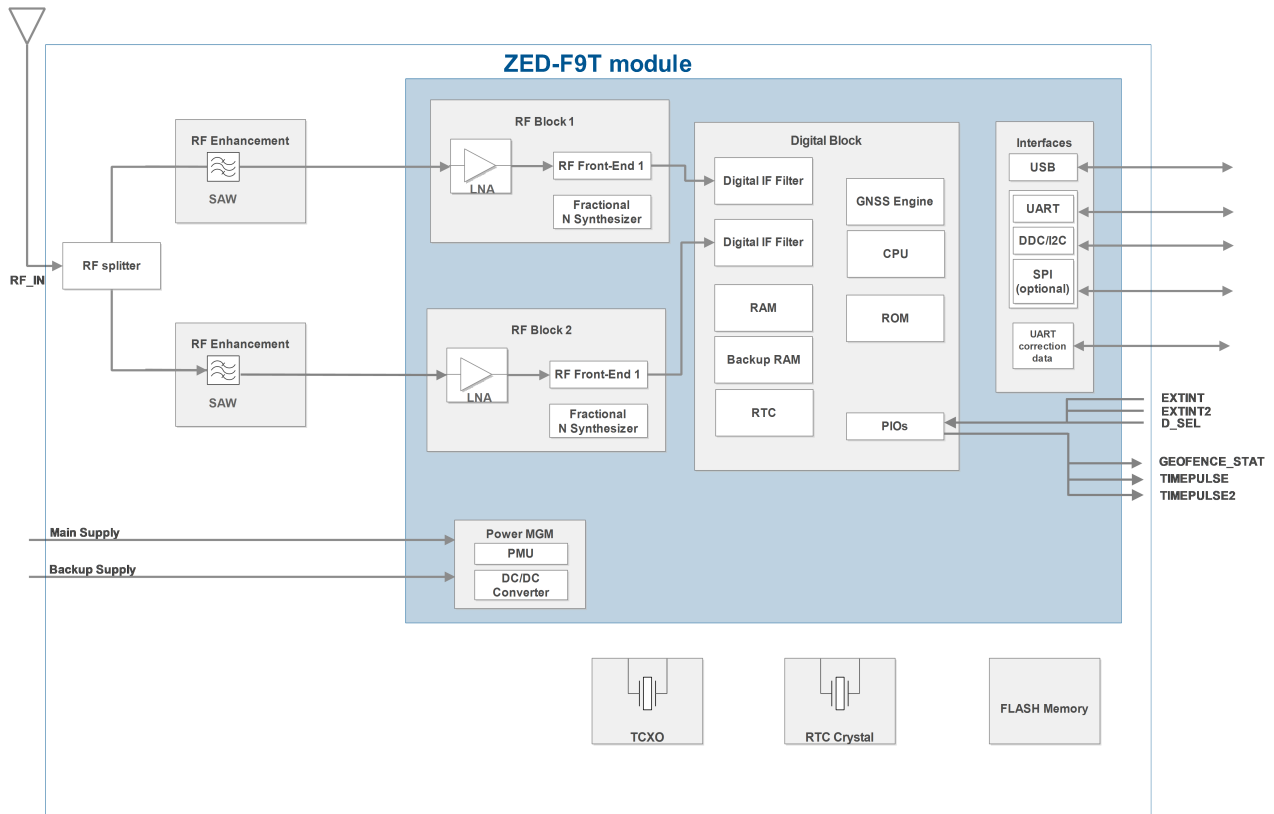 ZED-F9T module
RF_IN
RF splitter
RF Enhancement
SAW
RF Enhancement
SAW
RF Block 1
LNA
RF Front-End 1
Fractional
N Synthesizer
RF Block 2
LNA
RF Front-End 1
Fractional
N Synthesizer
Digital Block
Digital IF Filter
Digital IF Filter
RAM
Backup RAM
RTC
GNSS Engine
CPU
ROM
PIOs
Interfaces
USB
UART
DDC/I2C
SPI
(optional)
UART
correction
data
EXTINT
EXTINT2
D_SEL
GEOFENCE_STAT
TIMEPULSE
TIMEPULSE2
Main Supply
Backup Supply
Power MGM
PMU
DC/DC
Converter
TCXO
RTC Crystal
FLASH Memory